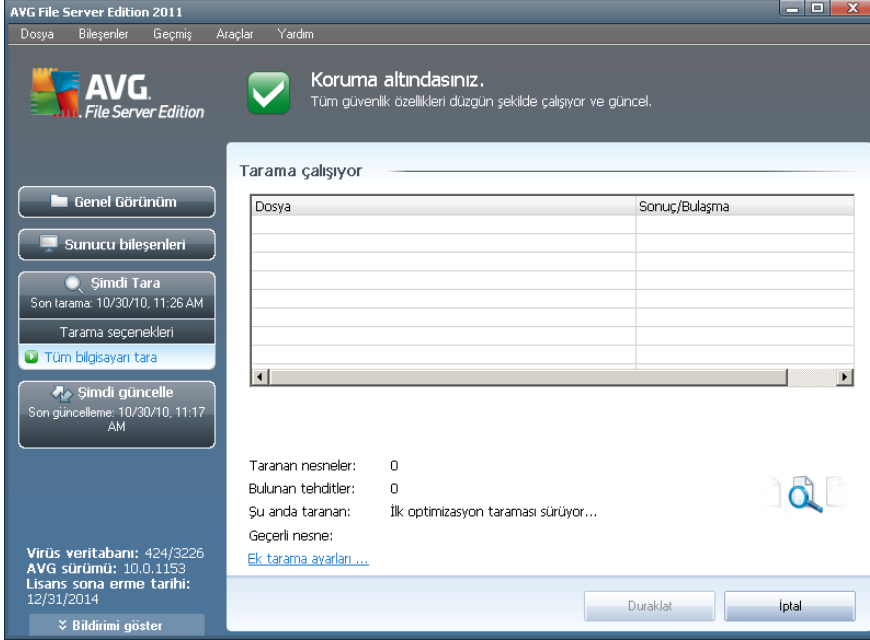 AVG File Server Edition 2011
Dosya Bileşenler Geçmiş Araçlar Yardım
AVG.
File Server Edition
Koruma altındasınız.
Tüm güvenlik özellikleri düzgün şekilde çalışıyor ve güncel.
Genel Görünüm
Sunucu bileşenleri
Şimdi Tara
Son tarama: 10/30/10, 11:26 AM
Tarama seçenekleri
Tüm bilgisayarı tara
Şimdi güncelle
Son güncelleme: 10/30/10, 11:17
AM
Virüs veritabanı: 424/3226
AVG sürümü: 10.0.1153
Lisans sona erme tarihi:
12/31/2014
Bildirimi göster
Tarama çalışıyor
Dosya Sonuç/Bulaşma
Taranan nesneler: 0
Bulunan tehditler: 0
Şu anda taranan: İlk optimizasyon taraması sürüyor...
Geçerli nesne:
Ek tarama ayarları ...
Duraklat İptal